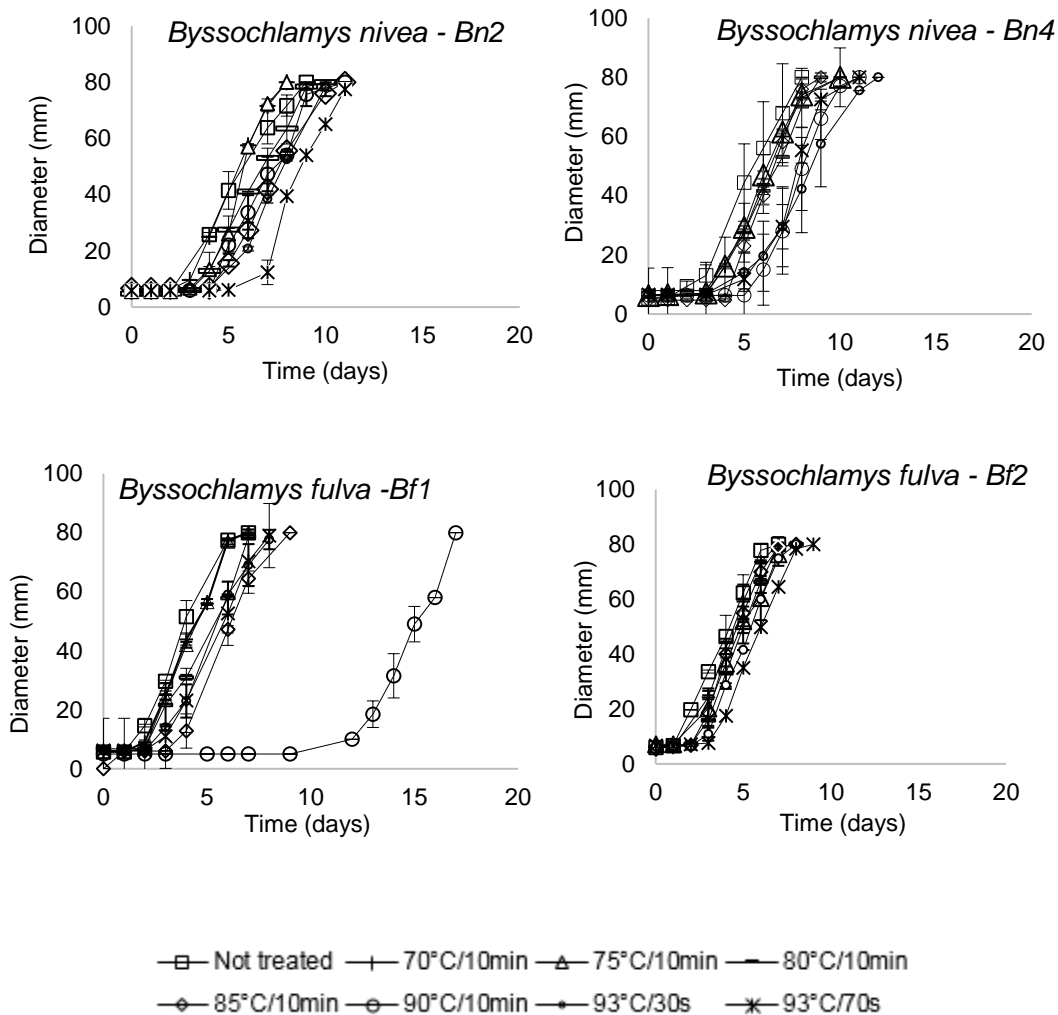 Byssochlamys nivea - Bn2
100
80
60
40
20
0
Diameter (mm)
0 5 10 15 20
Time (days)
Byssochlamys nivea - Bn4
100
80
60
40
20
0
Diameter (mm)
0 5 10 15 20
Time (days)
Byssochlamys fulva -Bf1
100
80
60
40
20
0
Diameter (mm)
0 5 10 15 20
Time (days)
Byssochlamys fulva - Bf2
100
80
60
40
20
0
Diameter (mm)
0 5 10 15 20
Time (days)
Not treated 70°C/10min 75°C/10min 80°C/10min
85°C/10min 90°C/10min 93°C/30s 93°C/70s